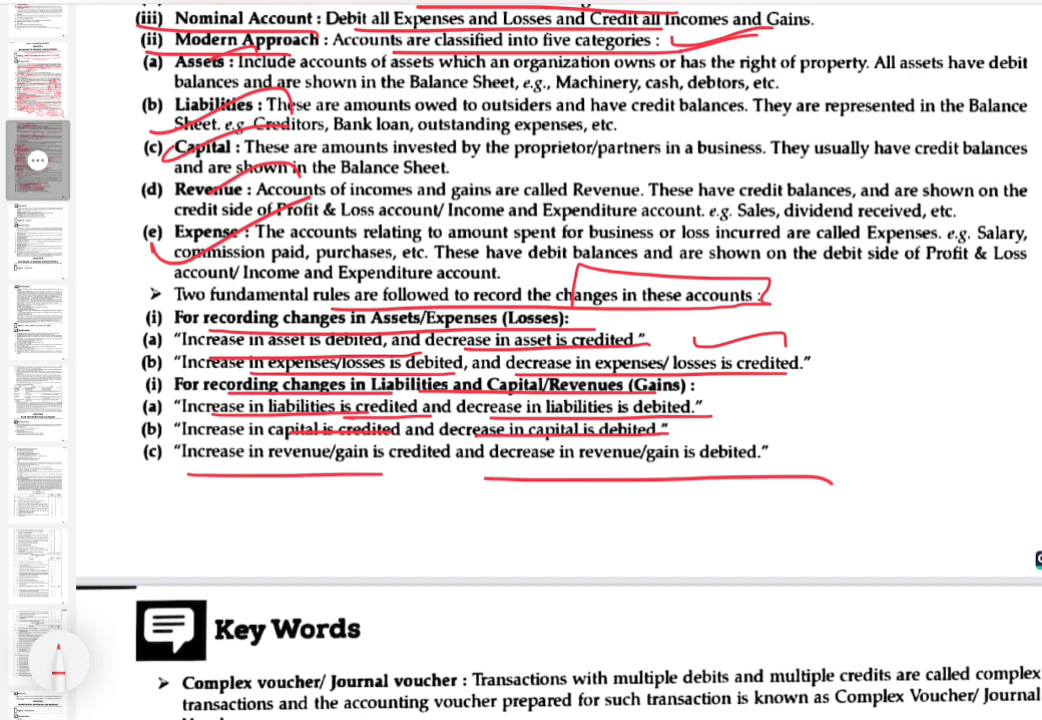 (iii) Nominal Account : Debit all Expenses and Losses and Credit all Incomes and Gains.
(ii) Modern Approach : Accounts are classified into five categories :
(a) Assets : Include accounts of assets which an organization owns or has the right of property. All assets have debit
balances and are shown in the Balance Sheet, e.g., Machinery, cash, debtors, etc.
(b) Liabilities : These are amounts owed to outsiders and have credit balances. They are represented in the Balance
Sheet. e.g. Creditors, Bank loan, outstanding expenses, etc.
(c) Capital : These are amounts invested by the proprietor/partners in a business. They usually have credit balances
and are shown in the Balance Sheet.
(d) Revenue : Accounts of incomes and gains are called Revenue. These have credit balances, and are shown on the
credit side of Profit & Loss account/ Income and Expenditure account. e.g. Sales, dividend received, etc.
(e) Expense : The accounts relating to amount spent for business or loss incurred are called Expenses. e.g. Salary,
commission paid, purchases, etc. These have debit balances and are shown on the debit side of Profit & Loss
account/ Income and Expenditure account.
➤ Two fundamental rules are followed to record the changes in these accounts :
(i) For recording changes in Assets/Expenses (Losses):
(a) “Increase in asset is debited, and decrease in asset is credited.”
(b) “Increase in expenses/losses is debited, and decrease in expenses/ losses is credited.”
(i) For recording changes in Liabilities and Capital/Revenues (Gains) :
(a) “Increase in liabilities is credited and decrease in liabilities is debited.”
(b) “Increase in capital is credited and decrease in capital is debited.”
(c) “Increase in revenue/gain is credited and decrease in revenue/gain is debited.”
Key Words
➤ Complex voucher/ Journal voucher : Transactions with multiple debits and multiple credits are called complex
transactions and the accounting voucher prepared for such transaction is known as Complex Voucher/ Journal